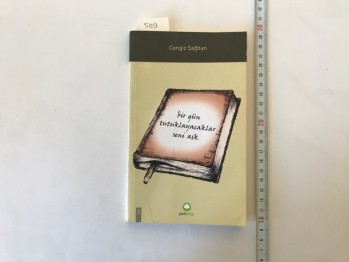 509
Cengiz Sağban
bir gün
tutuklayacaklar
seni aşk